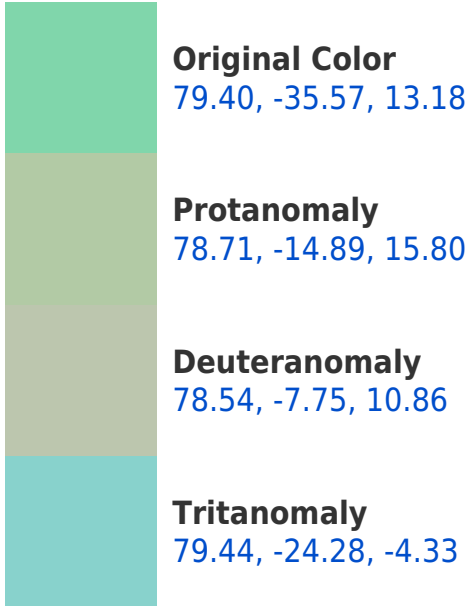 Original Color
79.40, -35.57, 13.18
Protanomaly
78.71, -14.89, 15.80
Deuteranomaly
78.54, -7.75, 10.86
Tritanomaly
79.44, -24.28, -4.33